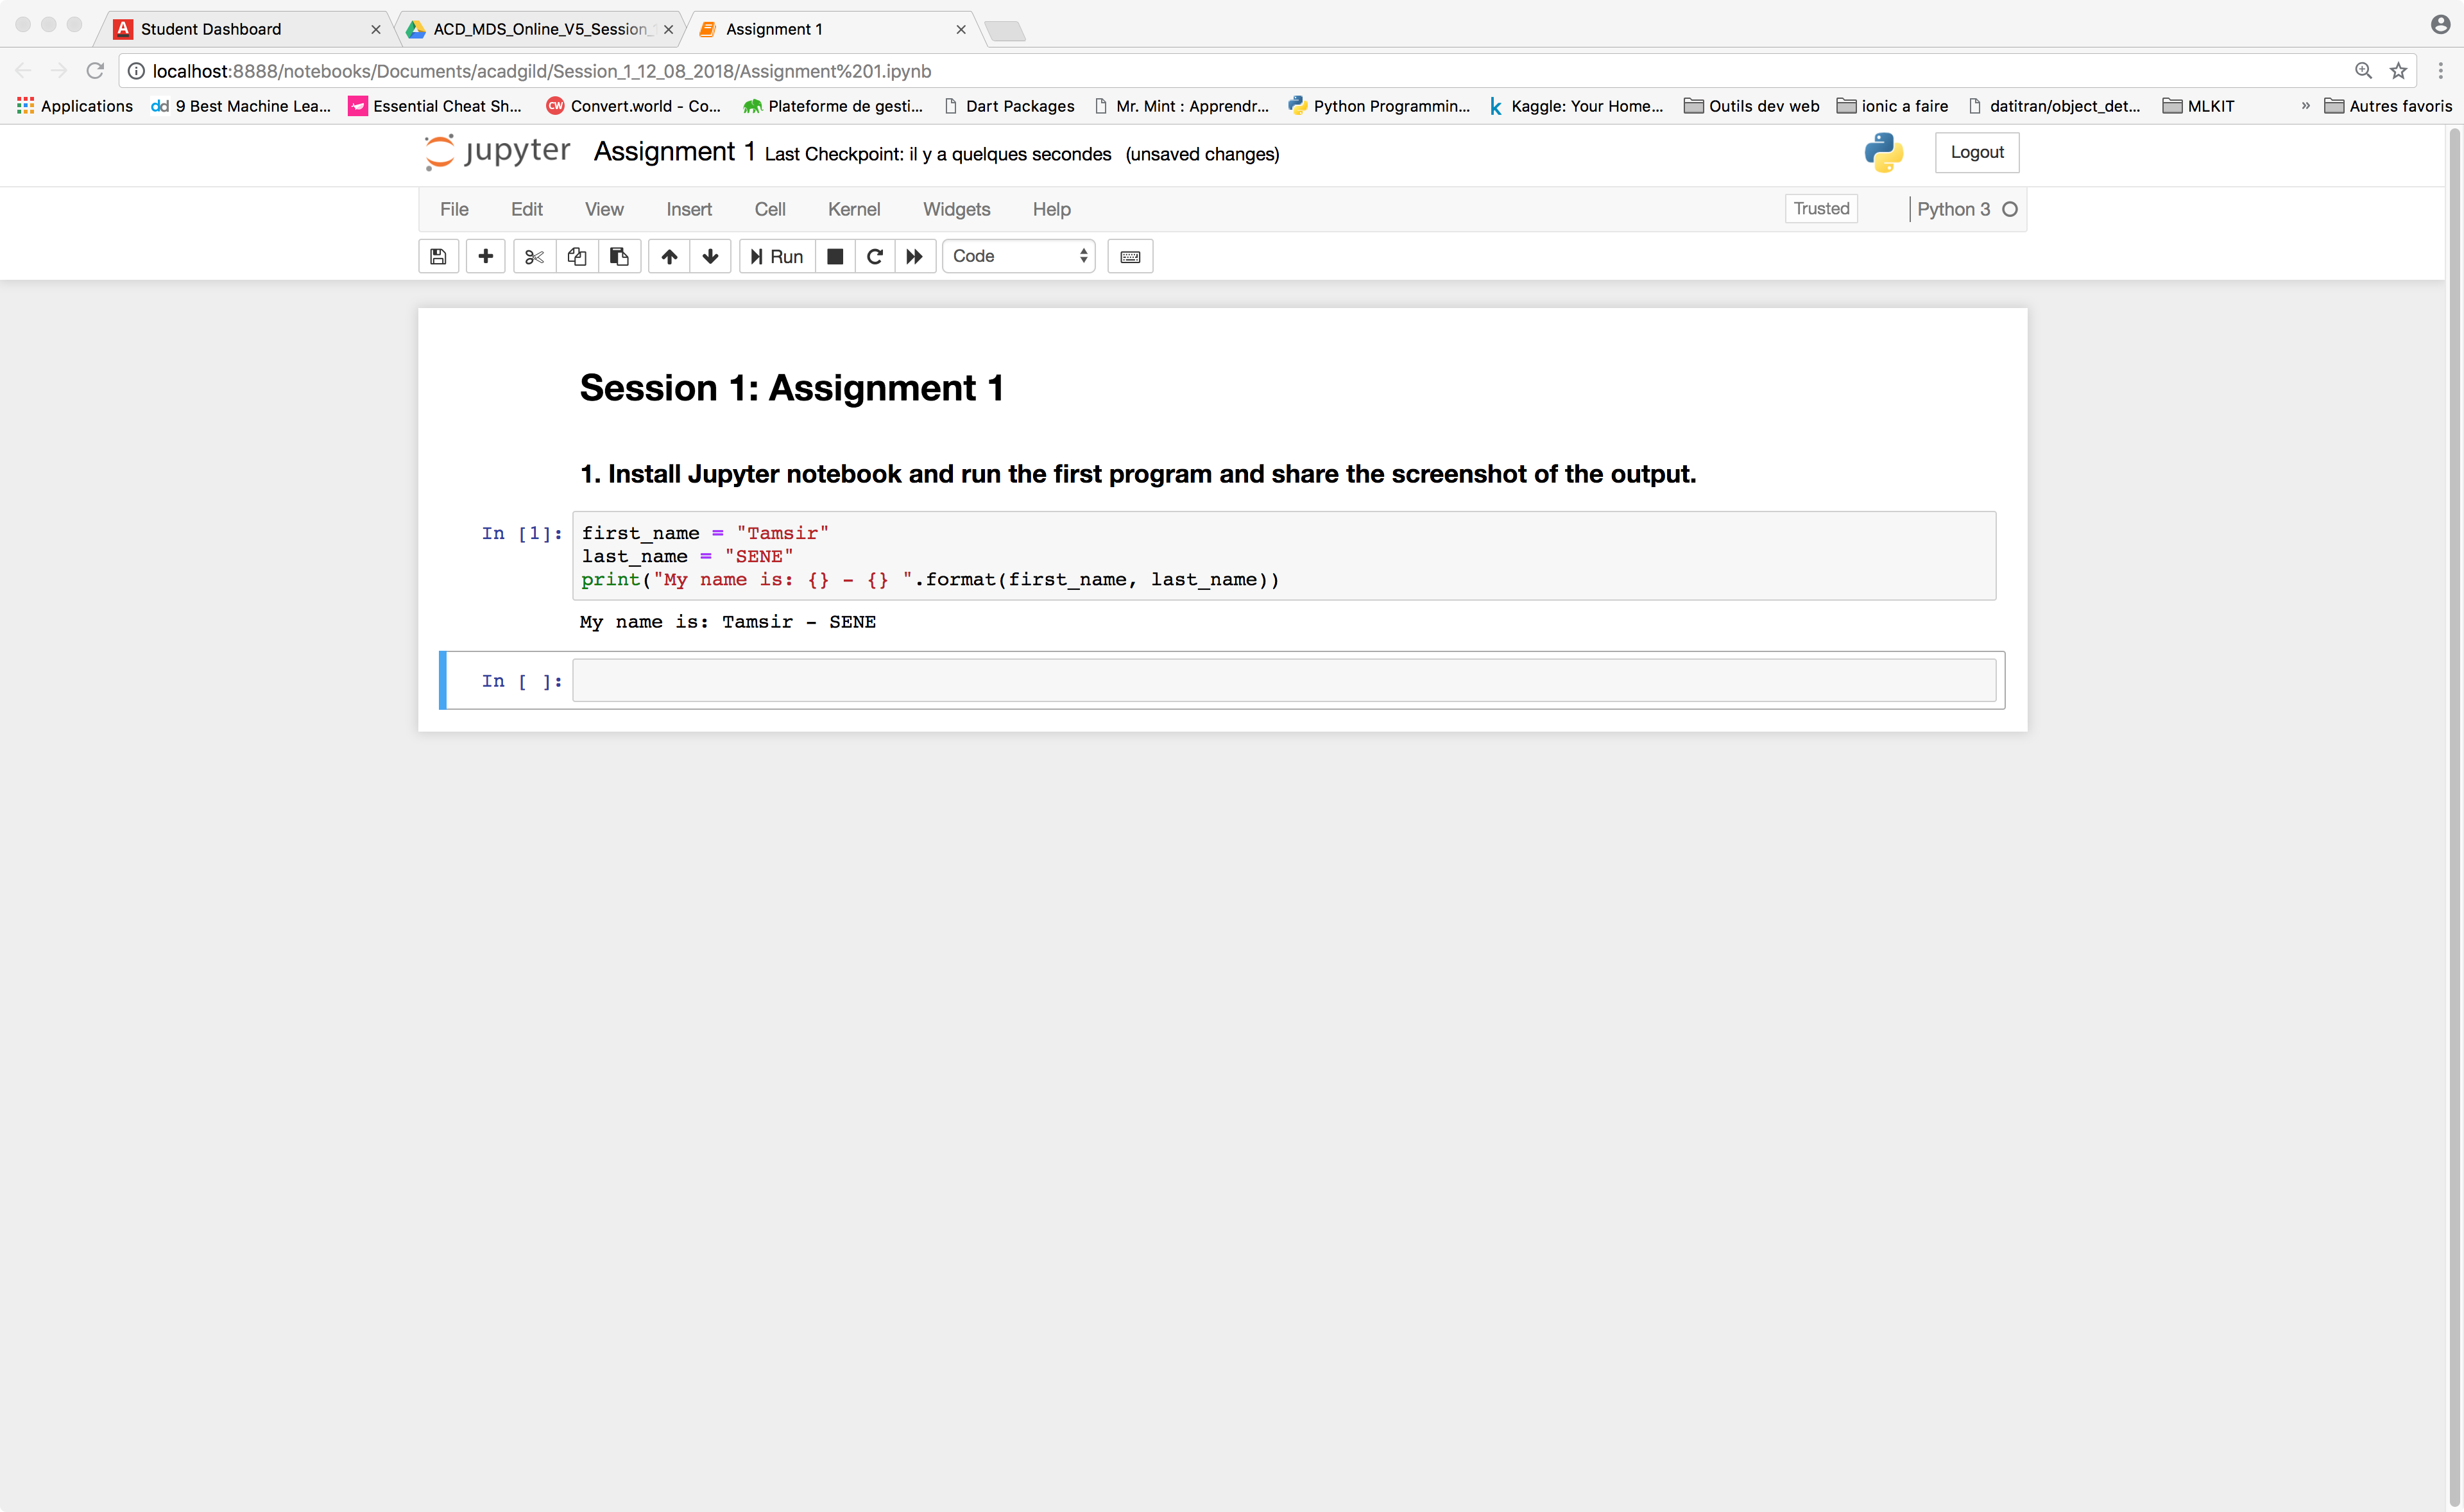 Student Dashboard
ACD_MDS_Online_V5_Session_
Assignment 1
localhost:8888/notebooks/Documents/acadgild/Session_1_12_08_2018/Assignment%201.ipynb
Applications dd 9 Best Machine Lea... Essential Cheat Sh... CW Convert.world - Co... Plateforme de gesti... Dart Packages Mr. Mint : Apprendr... Python Programmin... k Kaggle: Your Home... Outils dev web ionic a faire datitran/object_det... MLKIT » Autres favoris
jupyter Assignment 1 Last Checkpoint: il y a quelques secondes (unsaved changes) Logout
File Edit View Insert Cell Kernel Widgets Help Trusted Python 3
Run Code
Session 1: Assignment 1
1. Install Jupyter notebook and run the first program and share the screenshot of the output.
In [1]: first_name = "Tamsir"
last_name = "SENE"
print("My name is: {} - {} ".format(first_name, last_name))
My name is: Tamsir - SENE
In [ ]: